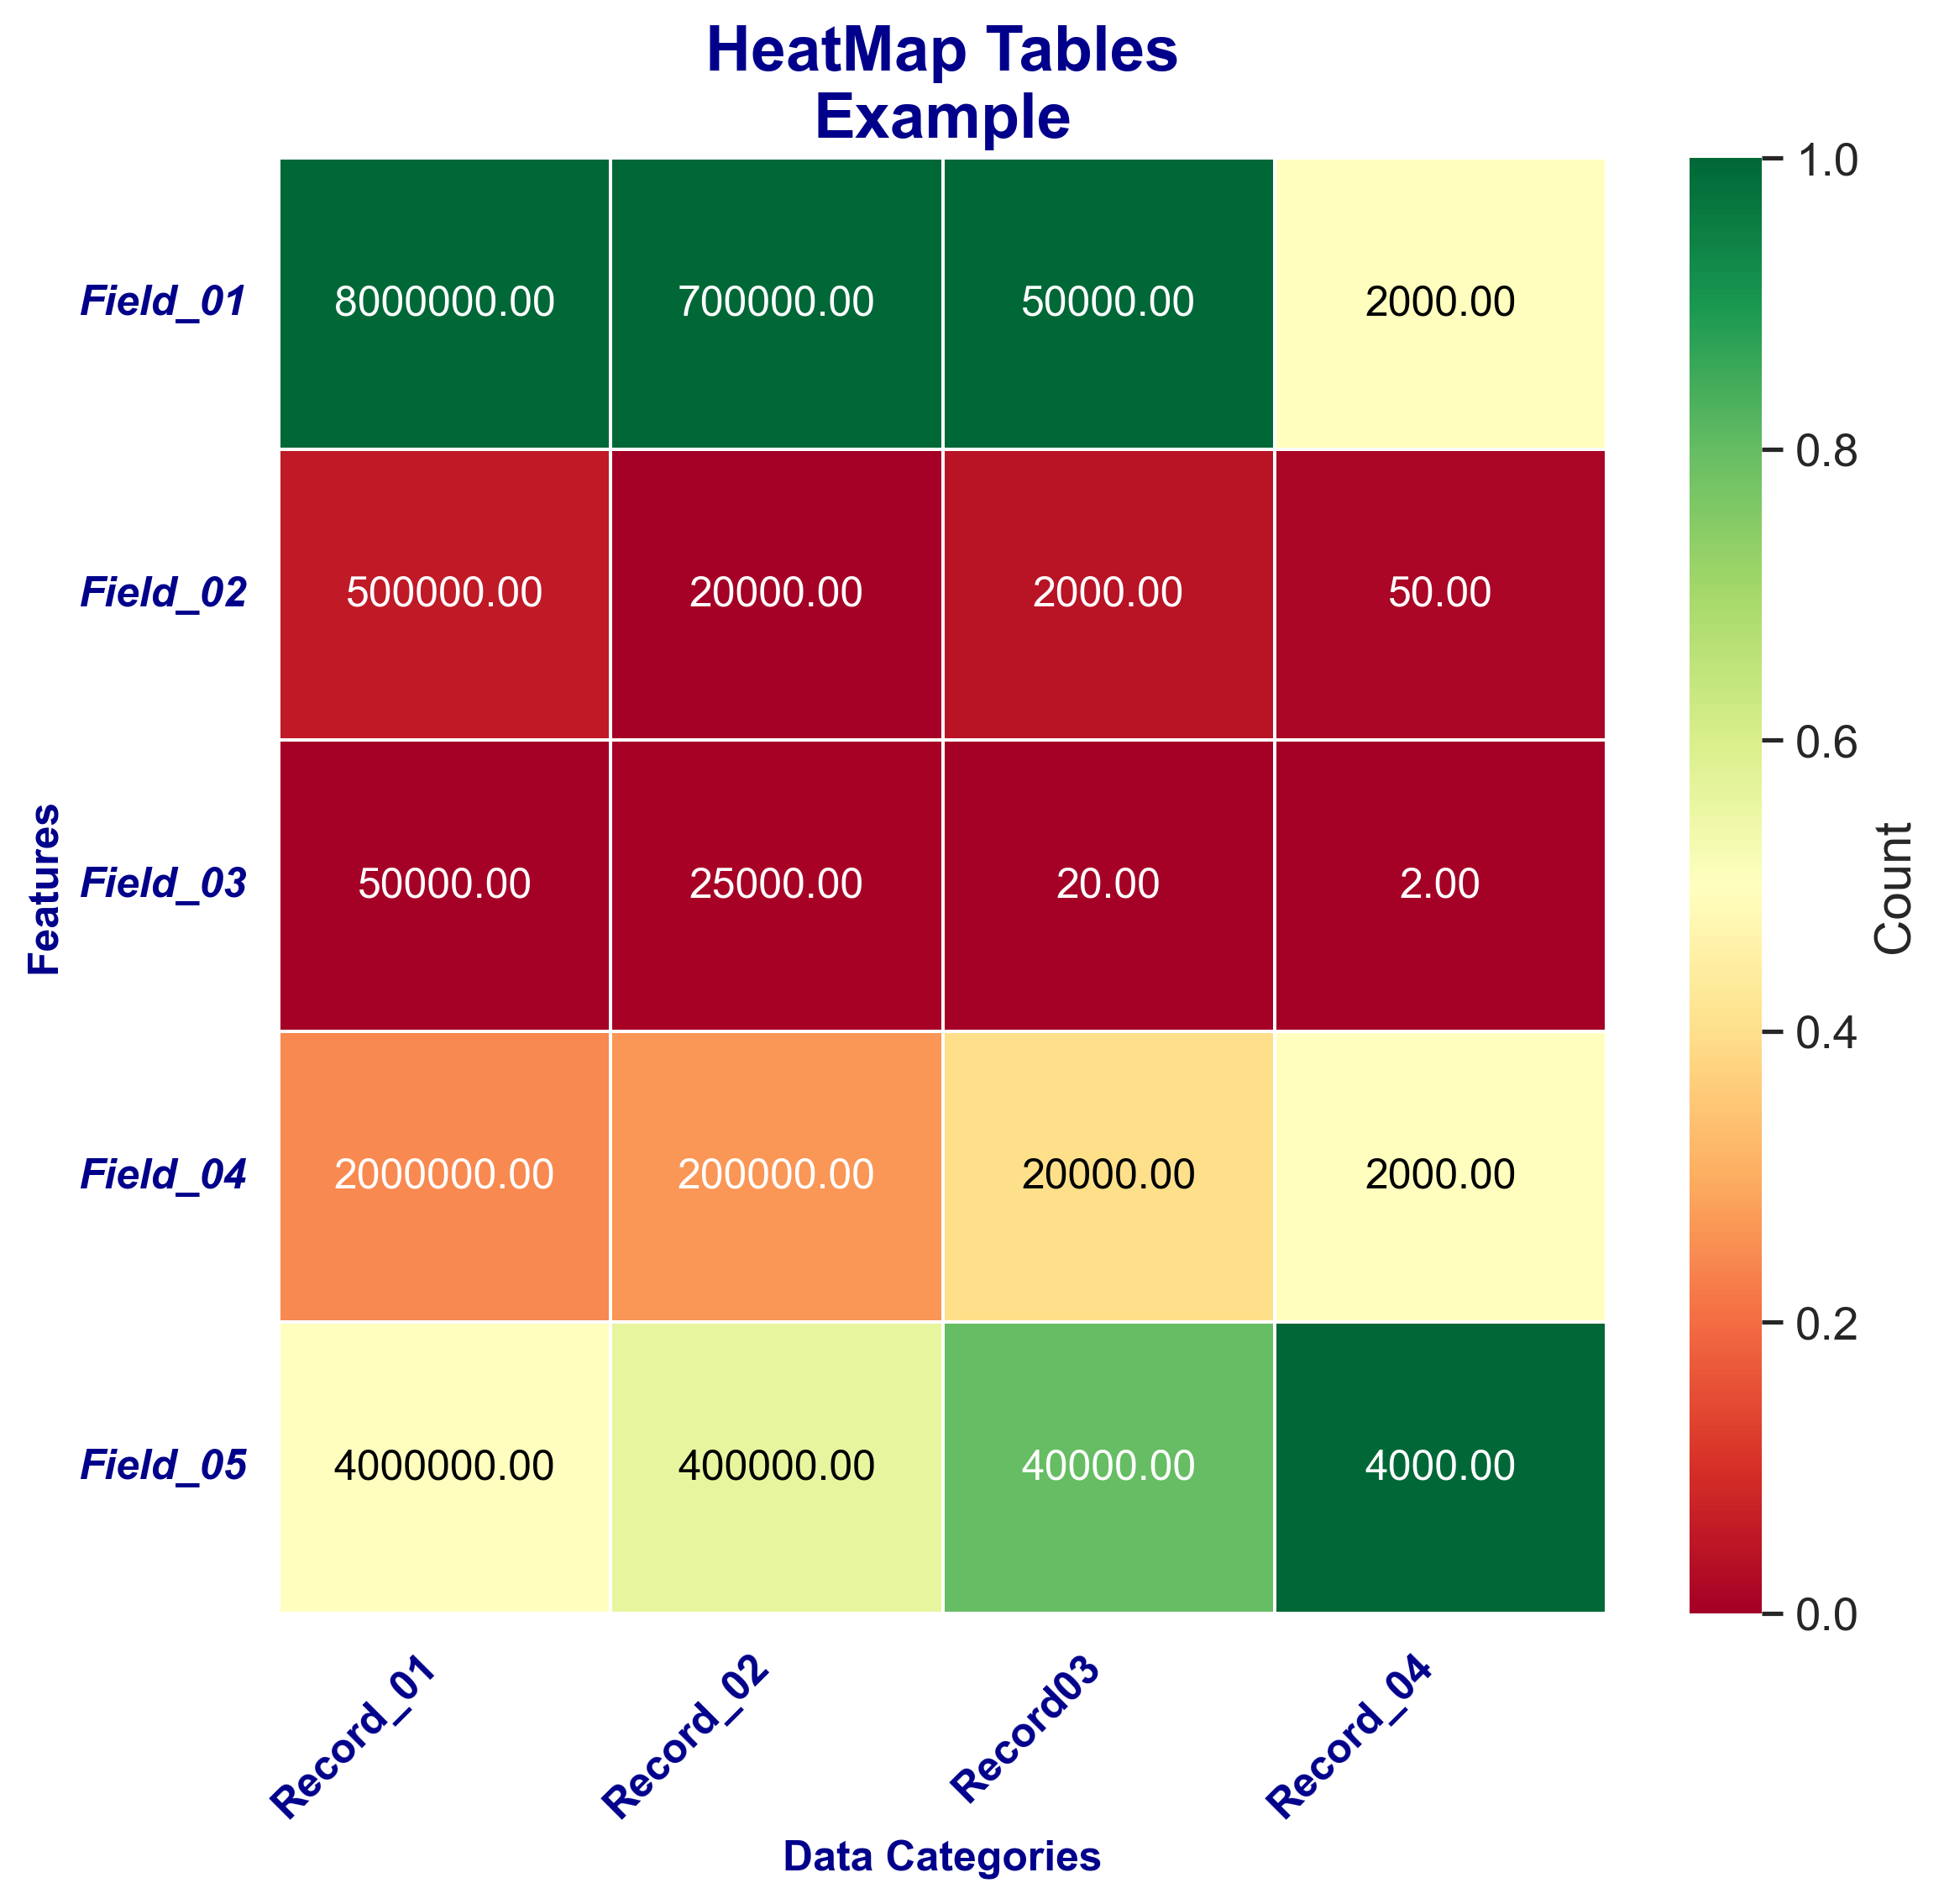 HeatMap Tables
Example
Field_01
8000000.00 700000.00 50000.00 2000.00
Field_02
500000.00 20000.00 2000.00 50.00
Field_03
50000.00 25000.00 20.00 2.00
Field_04
2000000.00 200000.00 20000.00 2000.00
Field_05
4000000.00 400000.00 40000.00 4000.00
Features
Record_01
Record_02
Record03
Record_04
Data Categories
1.0
0.8
0.6
0.4
0.2
0.0
Count